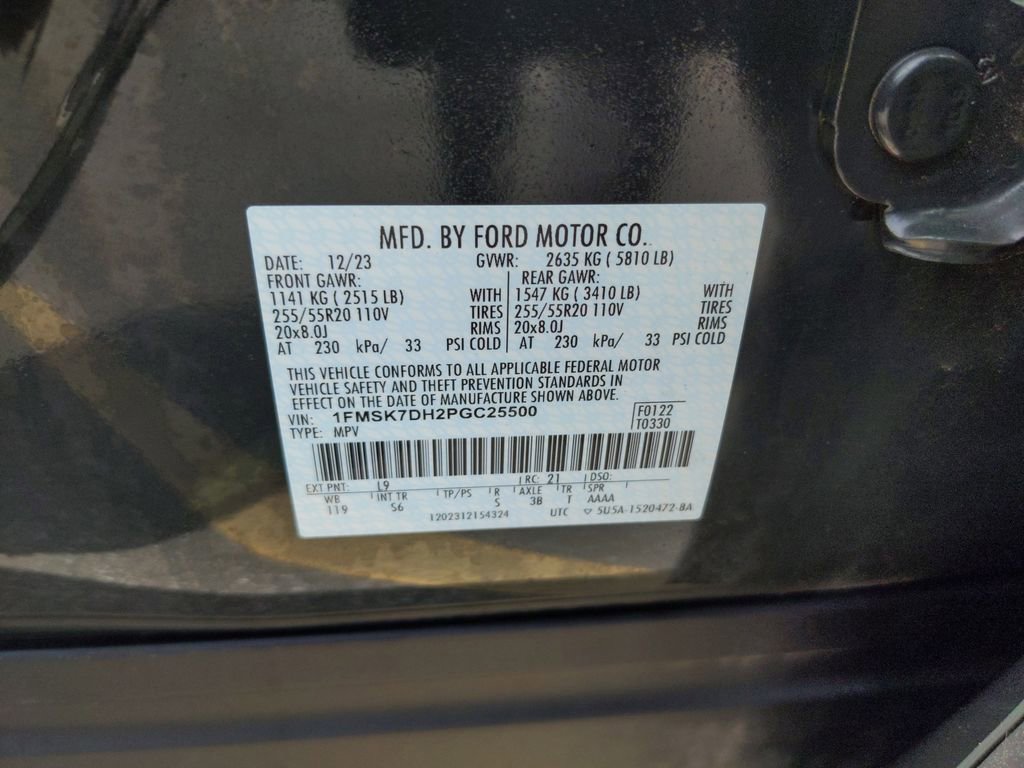 MFD. BY FORD MOTOR CO.
DATE: 12/23 GVWR: 2635 KG ( 5810 LB)
FRONT GAWR: REAR GAWR:
1141 KG ( 2515 LB) WITH 1547 KG ( 3410 LB) WITH
255/55R20 110V TIRES 255/55R20 110V TIRES
20x8.0J RIMS 20x8.0J RIMS
AT 230 kPa/ 33 PSI COLD AT 230 kPa/ 33 PSI COLD
THIS VEHICLE CONFORMS TO ALL APPLICABLE FEDERAL MOTOR
VEHICLE SAFETY AND THEFT PREVENTION STANDARDS IN
EFFECT ON THE DATE OF MANUFACTURE SHOWN ABOVE.
VIN: 1FMSK7DH2PGC25500 F0122
TYPE: MPV T0330
EXT PNT: L9 RC: 21 DSO:
WB INT TR TP/PS R AXLE TR SPR
119 S6 S 3B T AAAA
1202312154324 UTC ▽ 5U5A-1520472-BA